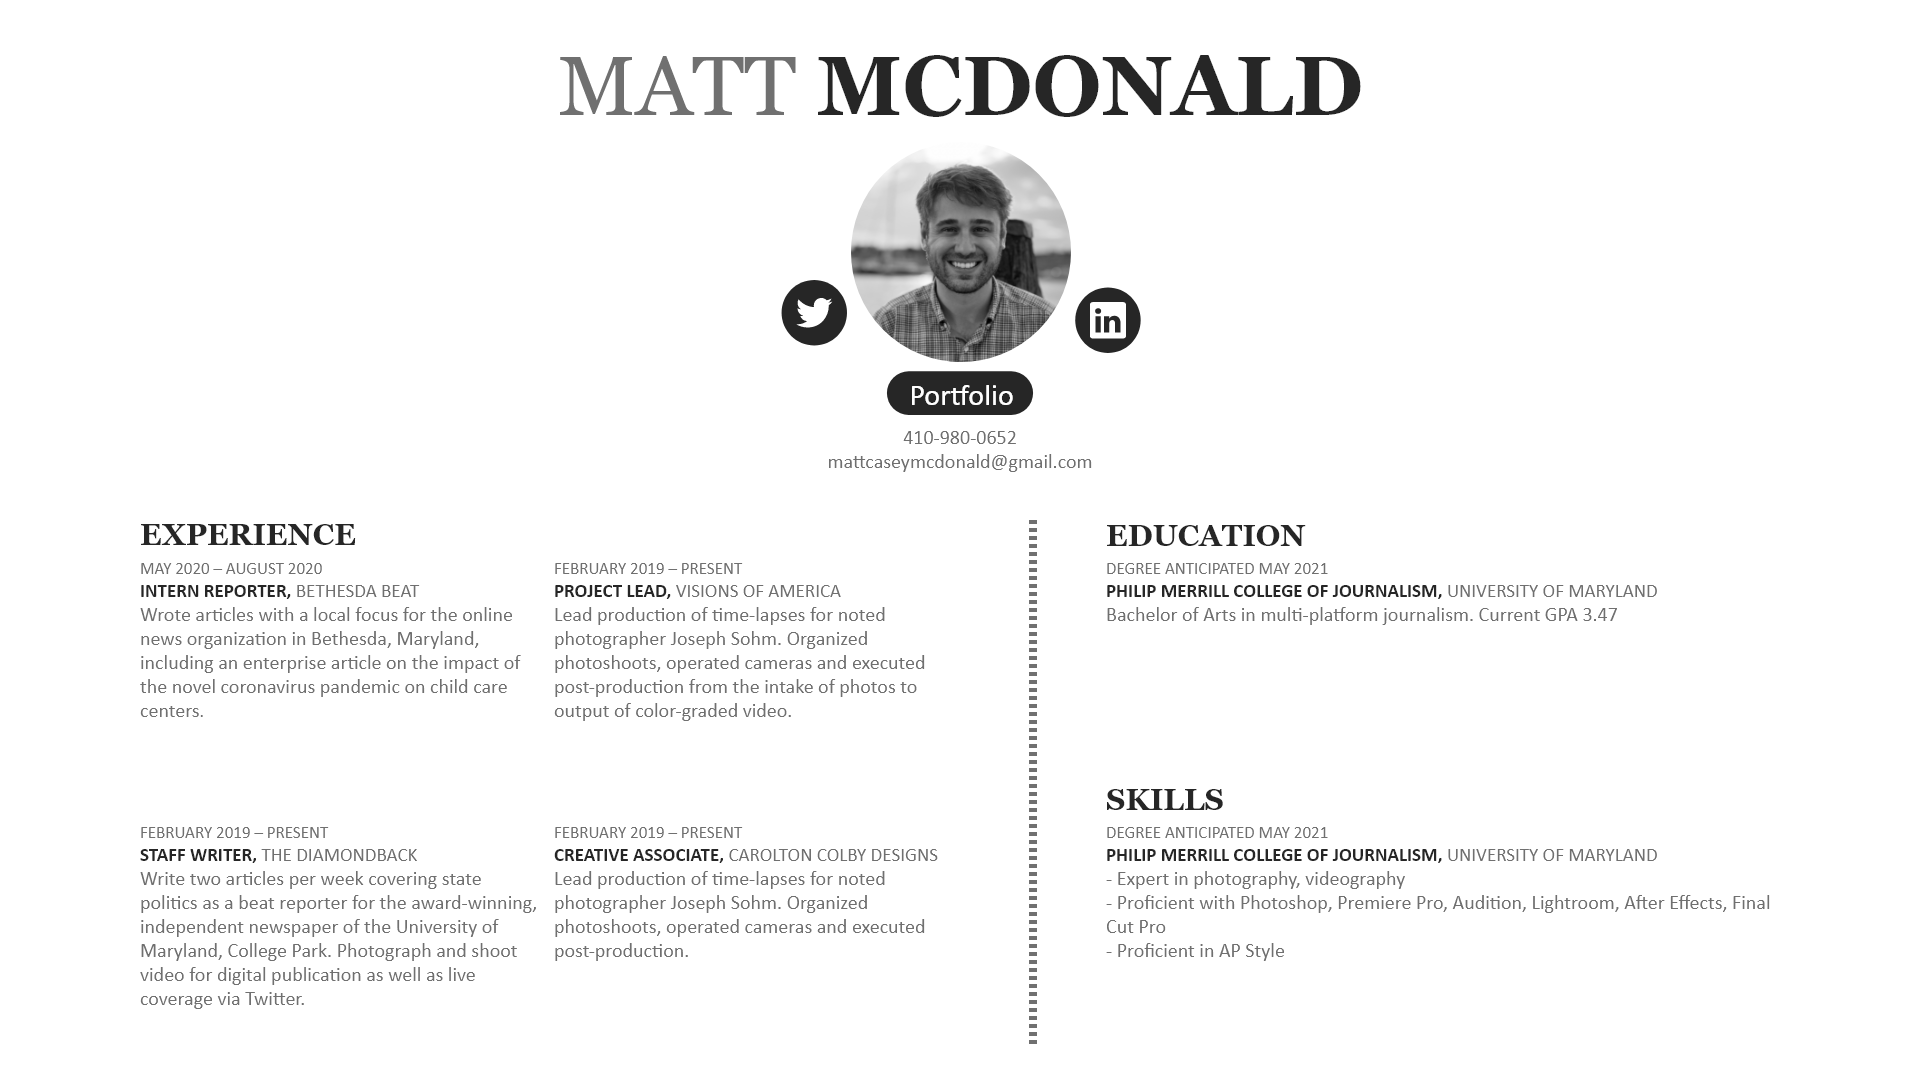 MATT MCDONALD
in
Portfolio
410-980-0652
mattcaseymcdonald@gmail.com
EXPERIENCE
MAY 2020 – AUGUST 2020
INTERN REPORTER, BETHESDA BEAT
Wrote articles with a local focus for the online
news organization in Bethesda, Maryland,
including an enterprise article on the impact of
the novel coronavirus pandemic on child care
centers.
FEBRUARY 2019 – PRESENT
PROJECT LEAD, VISIONS OF AMERICA
Lead production of time-lapses for noted
photographer Joseph Sohm. Organized
photoshoots, operated cameras and executed
post-production from the intake of photos to
output of color-graded video.
FEBRUARY 2019 – PRESENT
STAFF WRITER, THE DIAMONDBACK
Write two articles per week covering state
politics as a beat reporter for the award-winning,
independent newspaper of the University of
Maryland, College Park. Photograph and shoot
video for digital publication as well as live
coverage via Twitter.
FEBRUARY 2019 – PRESENT
CREATIVE ASSOCIATE, CAROLTON COLBY DESIGNS
Lead production of time-lapses for noted
photographer Joseph Sohm. Organized
photoshoots, operated cameras and executed
post-production.
EDUCATION
DEGREE ANTICIPATED MAY 2021
PHILIP MERRILL COLLEGE OF JOURNALISM, UNIVERSITY OF MARYLAND
Bachelor of Arts in multi-platform journalism. Current GPA 3.47
SKILLS
DEGREE ANTICIPATED MAY 2021
PHILIP MERRILL COLLEGE OF JOURNALISM, UNIVERSITY OF MARYLAND
- Expert in photography, videography
- Proficient with Photoshop, Premiere Pro, Audition, Lightroom, After Effects, Final
Cut Pro
- Proficient in AP Style